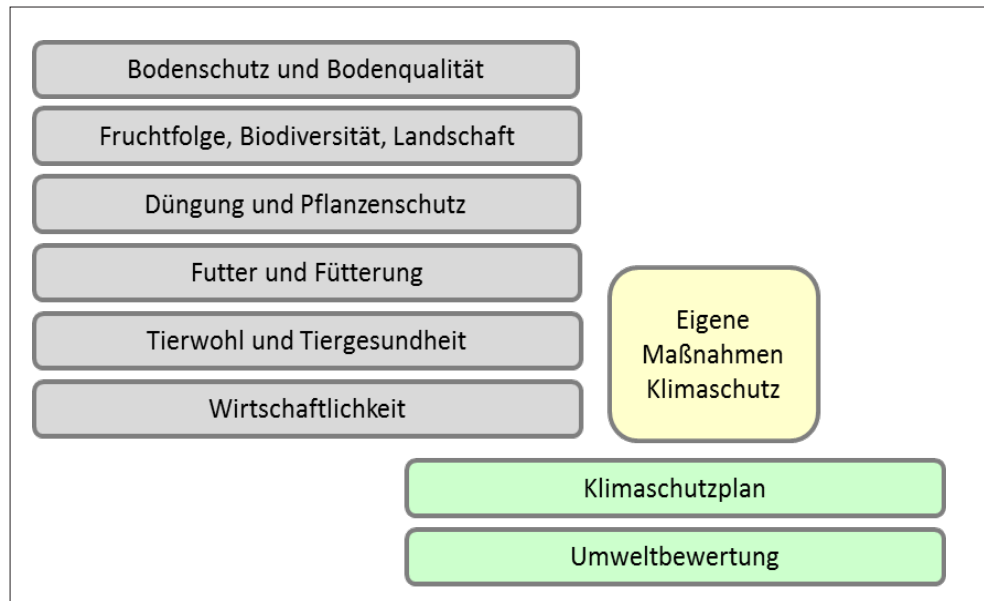 Bodenschutz und Bodenqualität
Fruchtfolge, Biodiversität, Landschaft
Düngung und Pflanzenschutz
Futter und Fütterung
Tierwohl und Tiergesundheit
Wirtschaftlichkeit
Eigene
Maßnahmen
Klimaschutz
Klimaschutzplan
Umweltbewertung